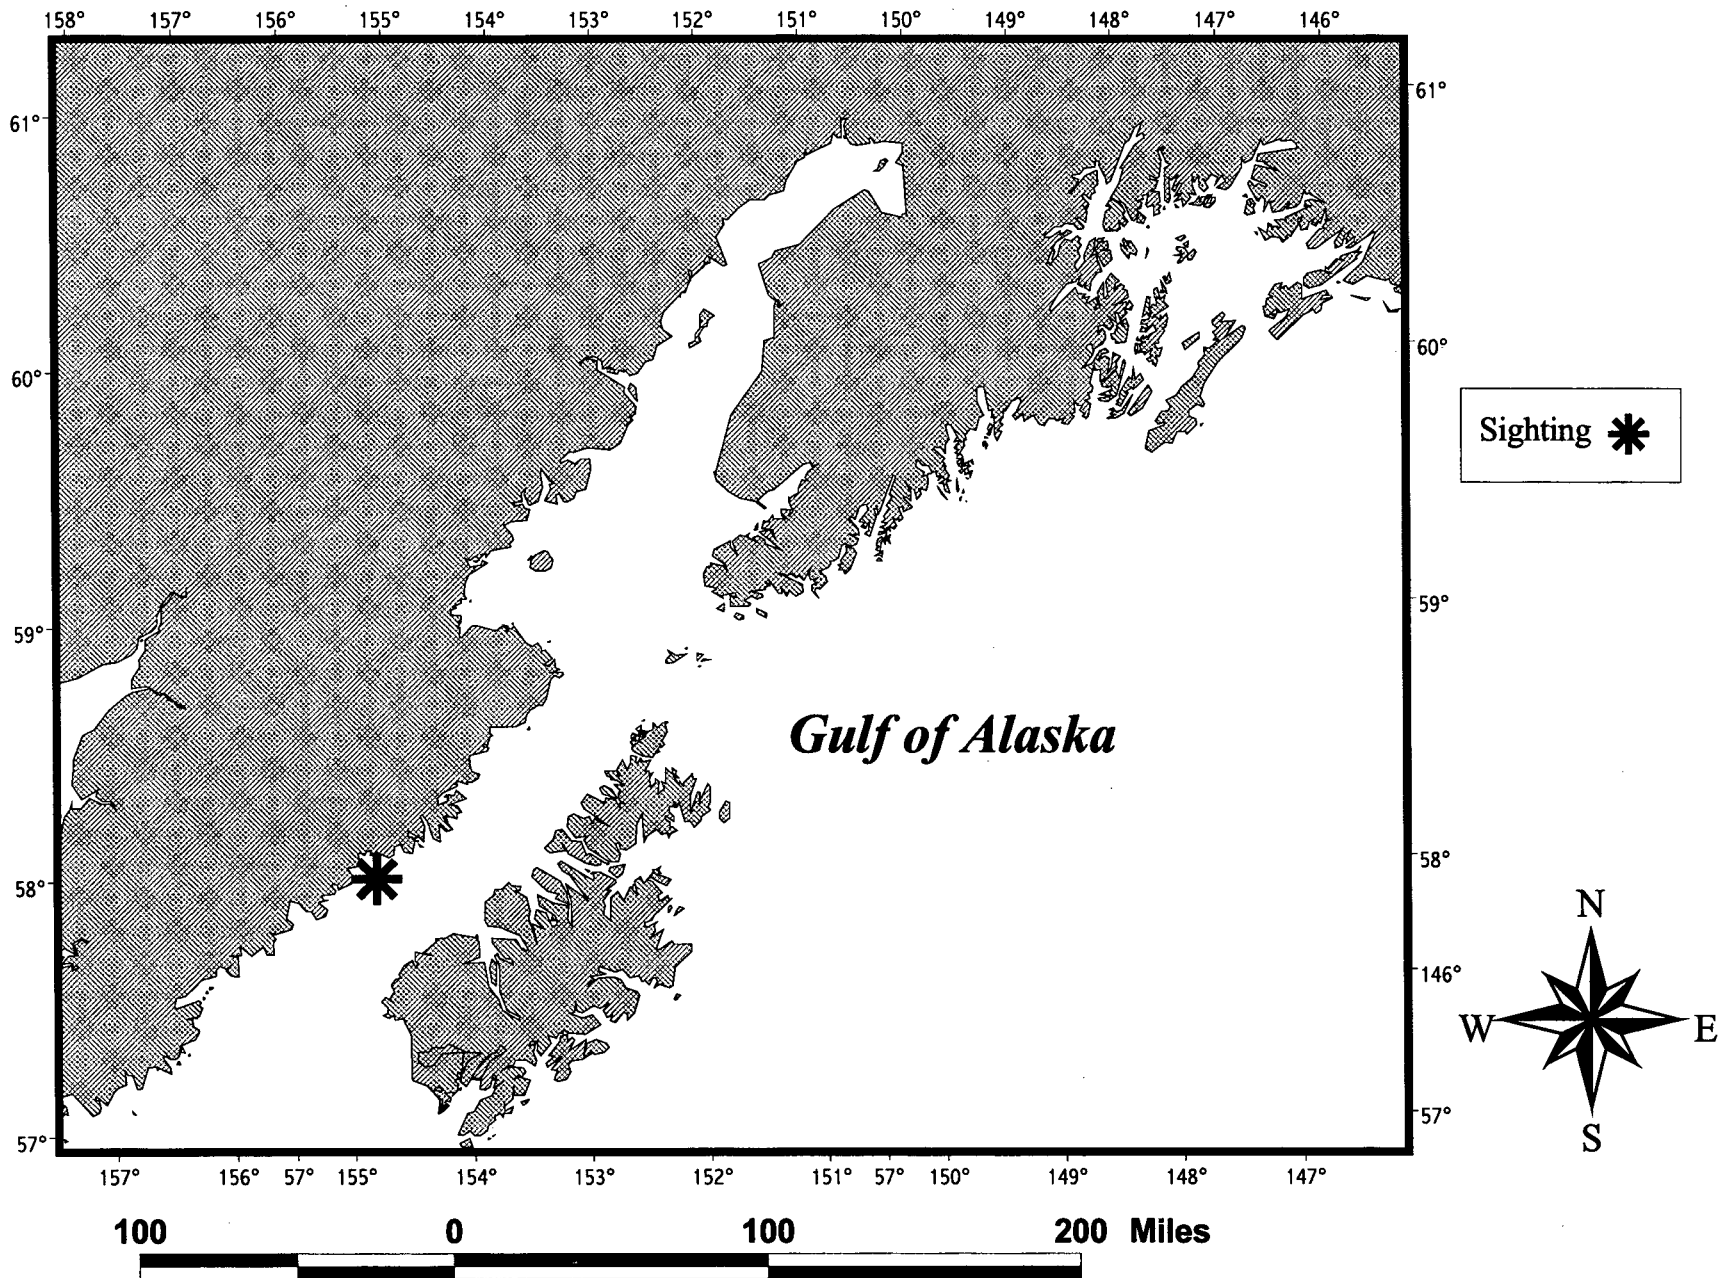 158° 157° 156° 155° 154° 153° 152° 151° 150° 149° 148° 147° 146°
61° 61°
60° 60°
Sighting
59° 59°
Gulf of Alaska
58° 58°
N
146°
W E
57° 57°
S
157° 156° 57° 155° 154° 153° 152° 151° 57° 150° 149° 148° 147°
100 0 100 200 Miles